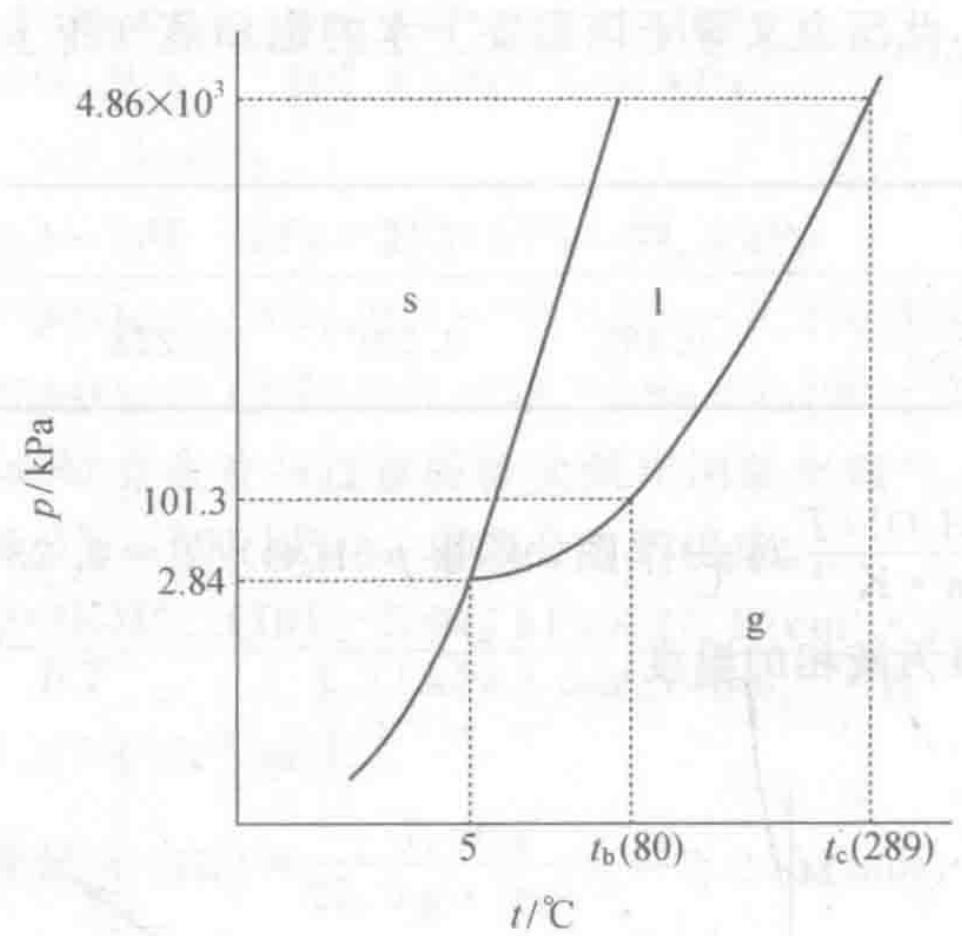 4.86×10³
s
l
p/kPa
101.3
2.84
g
5
t_b(80)
t_c(289)
t/℃